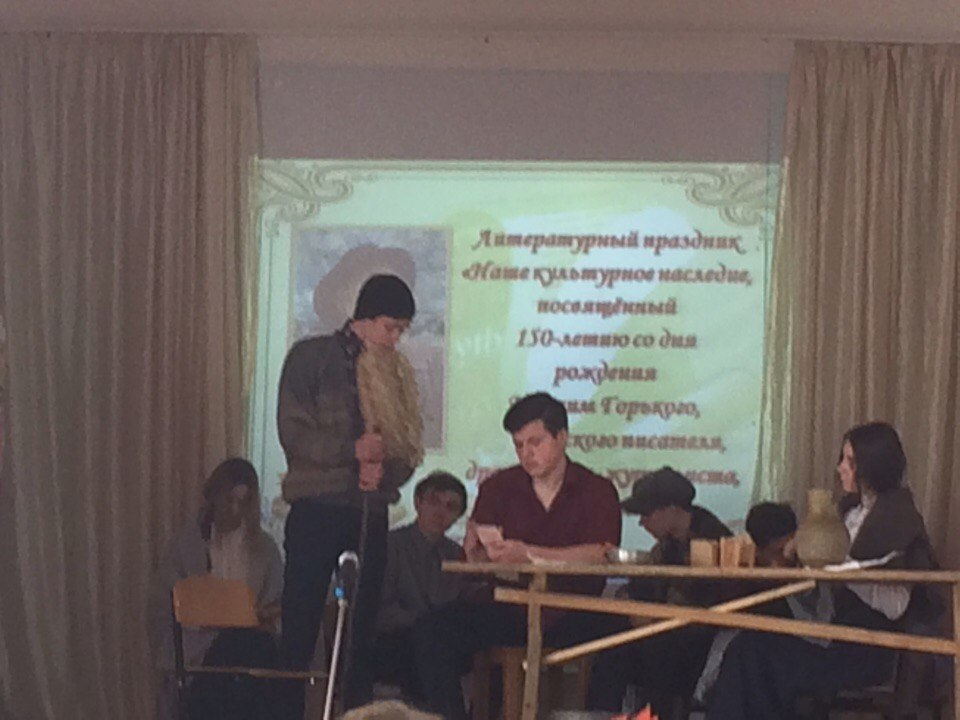 Литературный праздник
«Наше культурное наследие,
посвящённый
150-летию со дня
рождения
Горького,
писателя,